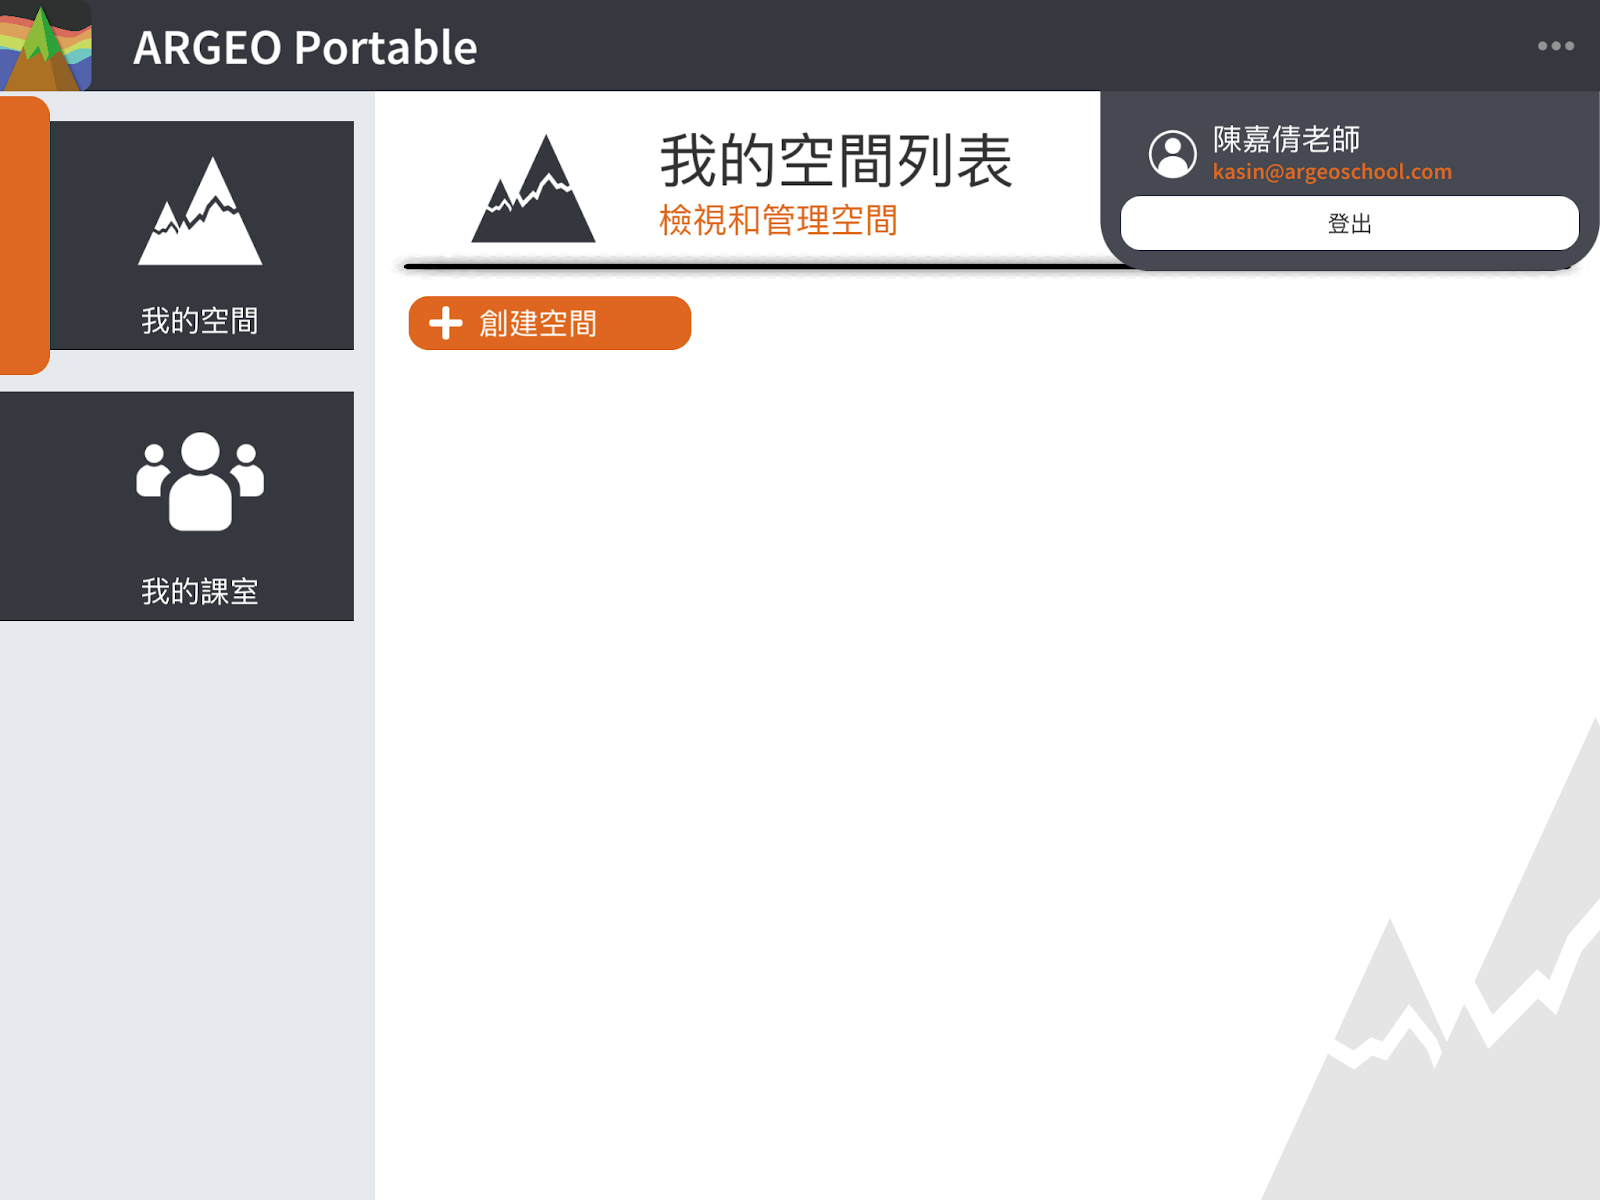 ARGEO Portable
我的空間
我的課室
我的空間列表
檢視和管理空間
創建空間
陳嘉倩老師
kasin@argeoschool.com
登出